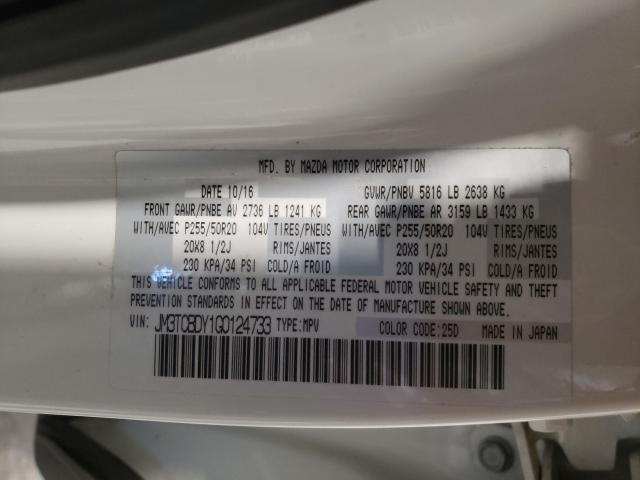 MFD. BY MAZDA MOTOR CORPORATION
DATE 10/16 GVWR/PNBV 5816 LB 2638 KG
FRONT GAWR/PNBE AV 2736 LB 1241 KG REAR GAWR/PNBE AR 3159 LB 1433 KG
WITH/AVEC P255/50R20 104V TIRES/PNEUS WITH/AVEC P255/50R20 104V TIRES/PNEUS
20X8 1/2J RIMS/JANTES 20X8 1/2J RIMS/JANTES
230 KPA/34 PSI COLD/A FROID 230 KPA/34 PSI COLD/A FROID
THIS VEHICLE CONFORMS TO ALL APPLICABLE FEDERAL MOTOR VEHICLE SAFETY AND THEFT
PREVENTION STANDARDS IN EFFECT ON THE DATE OF MANUFACTURE SHOWN ABOVE.
VIN: JM3TCBDY1G0124733 TYPE:MPV COLOR CODE:25D MADE IN JAPAN